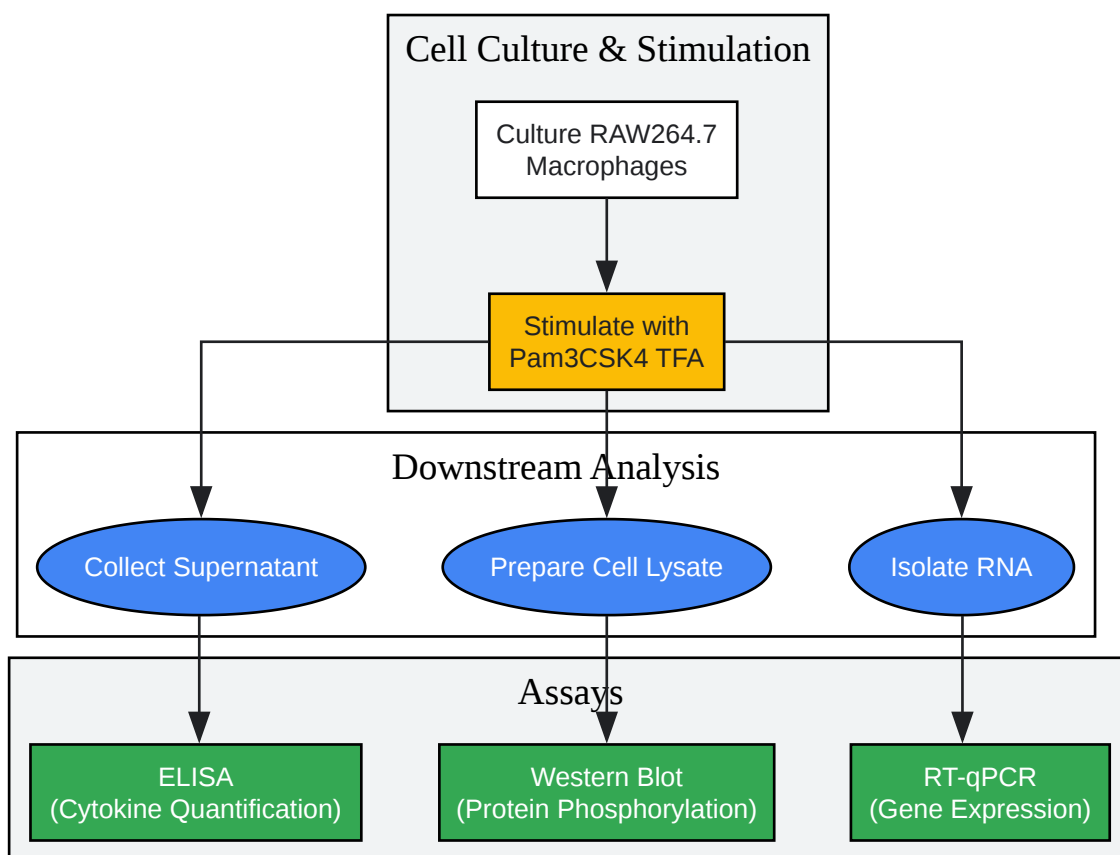 Cell Culture & Stimulation
Culture RAW264.7
Macrophages
Stimulate with
Pam3CSK4 TFA
Downstream Analysis
Collect Supernatant
Prepare Cell Lysate
Isolate RNA
Assays
ELISA
(Cytokine Quantification)
Western Blot
(Protein Phosphorylation)
RT-qPCR
(Gene Expression)